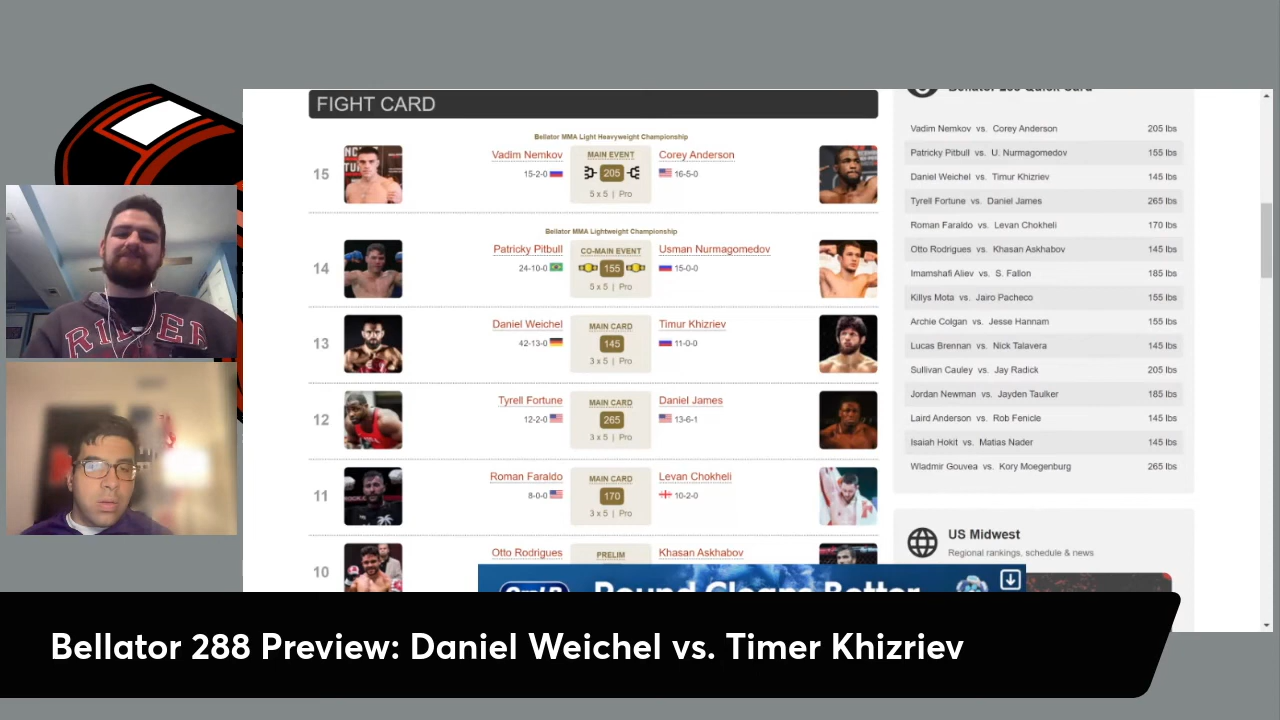 FIGHT CARD
Bellator MMA Light Heavyweight Championship
15
Vadim Nemkov
15-2-0
MAIN EVENT
205
5 x 5 | Pro
Corey Anderson
16-5-0
Bellator MMA Lightweight Championship
14
Patricky Pitbull
24-10-0
CO-MAIN EVENT
155
5 x 5 | Pro
Usman Nurmagomedov
15-0-0
13
Daniel Weichel
42-13-0
MAIN CARD
145
3 x 5 | Pro
Timur Khizriev
11-0-0
12
Tyrell Fortune
12-2-0
MAIN CARD
265
3 x 5 | Pro
Daniel James
13-6-1
11
Roman Faraldo
8-0-0
MAIN CARD
170
3 x 5 | Pro
Levan Chokheli
10-2-0
10
Otto Rodrigues
PRELIM
Khasan Askhabov
Bellator 288 Quick Card
Vadim Nemkov vs. Corey Anderson 205 lbs
Patricky Pitbull vs. U. Nurmagomedov 155 lbs
Daniel Weichel vs. Timur Khizriev 145 lbs
Tyrell Fortune vs. Daniel James 265 lbs
Roman Faraldo vs. Levan Chokheli 170 lbs
Otto Rodrigues vs. Khasan Askhabov 145 lbs
Imamshafi Aliev vs. S. Fallon 185 lbs
Killys Mota vs. Jairo Pacheco 155 lbs
Archie Colgan vs. Jesse Hannam 155 lbs
Lucas Brennan vs. Nick Talavera 145 lbs
Sullivan Cauley vs. Jay Radick 205 lbs
Jordan Newman vs. Jayden Taulker 185 lbs
Laird Anderson vs. Rob Fenicle 145 lbs
Isaiah Hokit vs. Matias Nader 145 lbs
Wladmir Gouvea vs. Kory Moegenburg 265 lbs
US Midwest
Regional rankings, schedule & news
Round Cleans Better
RIDER
Bellator 288 Preview: Daniel Weichel vs. Timer Khizriev